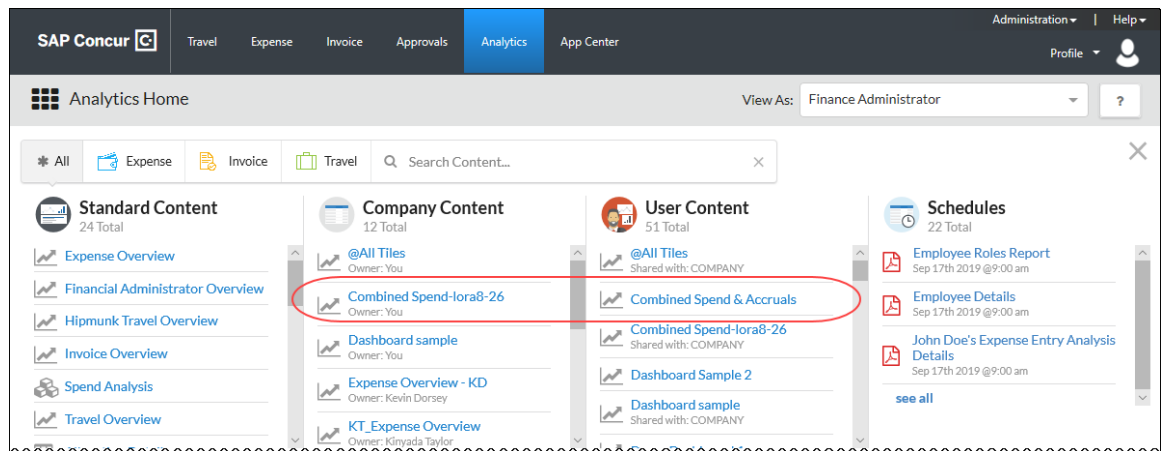 Administration | Help
SAP Concur C Travel Expense Invoice Approvals Analytics App Center
Profile
Analytics Home View As: Finance Administrator ?
All Expense Invoice Travel Search Content...
Standard Content
24 Total
Expense Overview
Financial Administrator Overview
Hipmunk Travel Overview
Invoice Overview
Spend Analysis
Travel Overview
Company Content
12 Total
@All Tiles
Owner: You
Combined Spend-lora8-26
Owner: You
Dashboard sample
Owner: You
Expense Overview - KD
Owner: Kevin Dorsey
KT_Expense Overview
Owner: Kinyada Taylor
User Content
51 Total
@All Tiles
Shared with: COMPANY
Combined Spend & Accruals
Combined Spend-lora8-26
Shared with: COMPANY
Dashboard Sample 2
Dashboard sample
Shared with: COMPANY
Schedules
22 Total
Employee Roles Report
Sep 17th 2019 @9:00 am
Employee Details
Sep 17th 2019 @9:00 am
John Doe's Expense Entry Analysis
Details
Sep 17th 2019 @9:00 am
see all